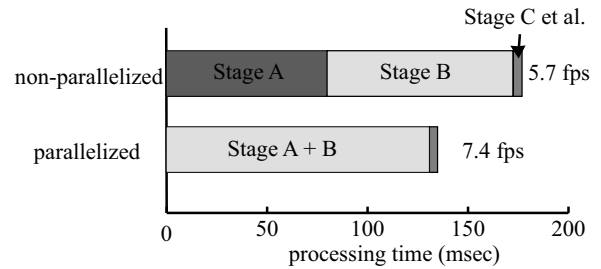 Stage C et al.
non-parallelized
Stage A
Stage B
5.7 fps
parallelized
Stage A + B
7.4 fps
0
50
100
150
200
processing time (msec)